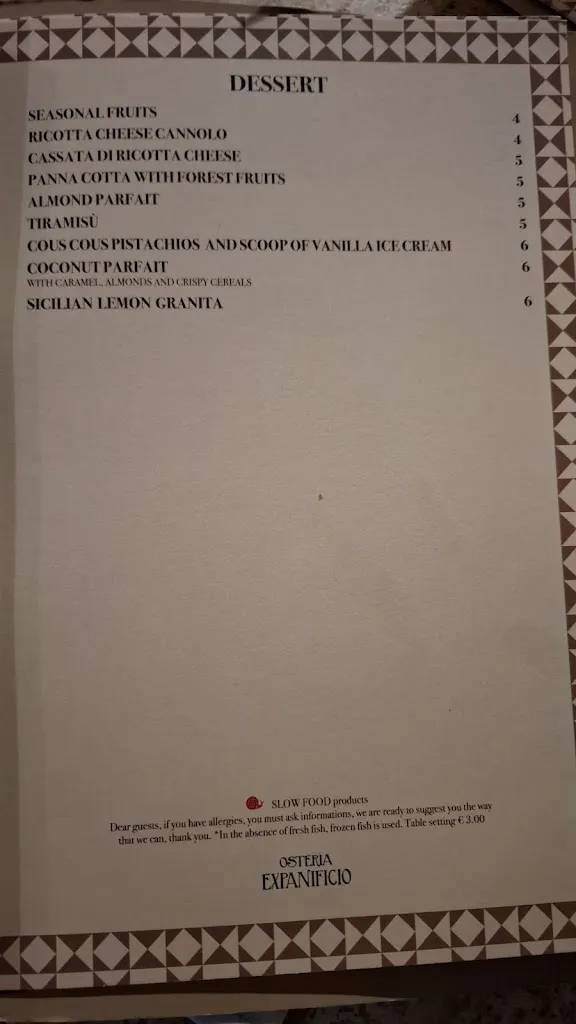 DESSERT
SEASONAL FRUITS 4
RICOTTA CHEESE CANNOLO 4
CASSATA DI RICOTTA CHEESE 5
PANNA COTTA WITH FOREST FRUITS 5
ALMOND PARFAIT 5
TIRAMISÙ 5
COUS COUS PISTACHIOS AND SCOOP OF VANILLA ICE CREAM 6
COCONUT PARFAIT 6
WITH CARAMEL, ALMONDS AND CRISPY CEREALS
SICILIAN LEMON GRANITA 6
SLOW FOOD products
Dear guests, if you have allergies, you must ask informations, we are ready to suggest you the way
that we can, thank you. *In the absence of fresh fish, frozen fish is used. Table setting € 3.00
OSTERIA
EXPANIFICIO